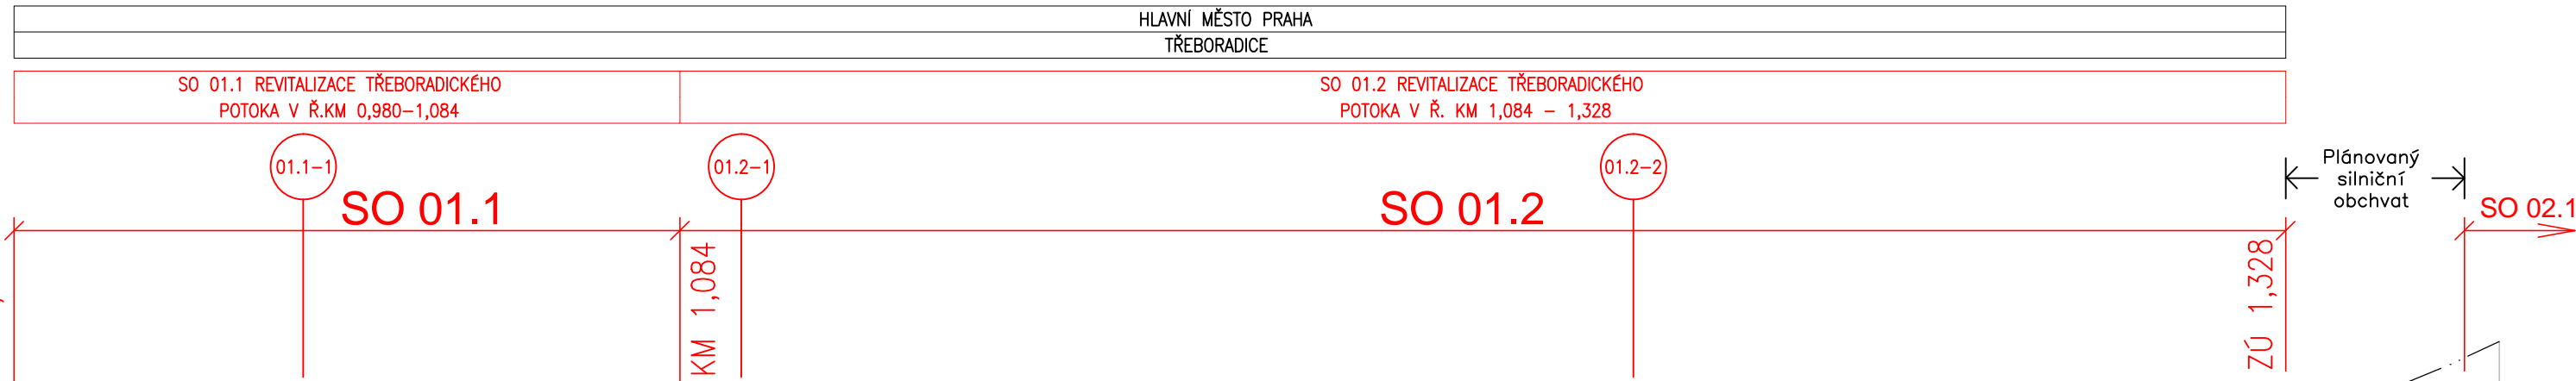 HLAVNÍ MĚSTO PRAHA
TŘEBORADICE
SO 01.1 REVITALIZACE TŘEBORADICKÉHO
POTOKA V Ř.KM 0,980-1,084
SO 01.2 REVITALIZACE TŘEBORADICKÉHO
POTOKA V Ř. KM 1,084 - 1,328
01.1-1
01.2-1
01.2-2
Plánovaný
silniční
obchvat
SO 01.1
SO 01.2
SO 02.1
KM 1,084
ZÚ 1,328